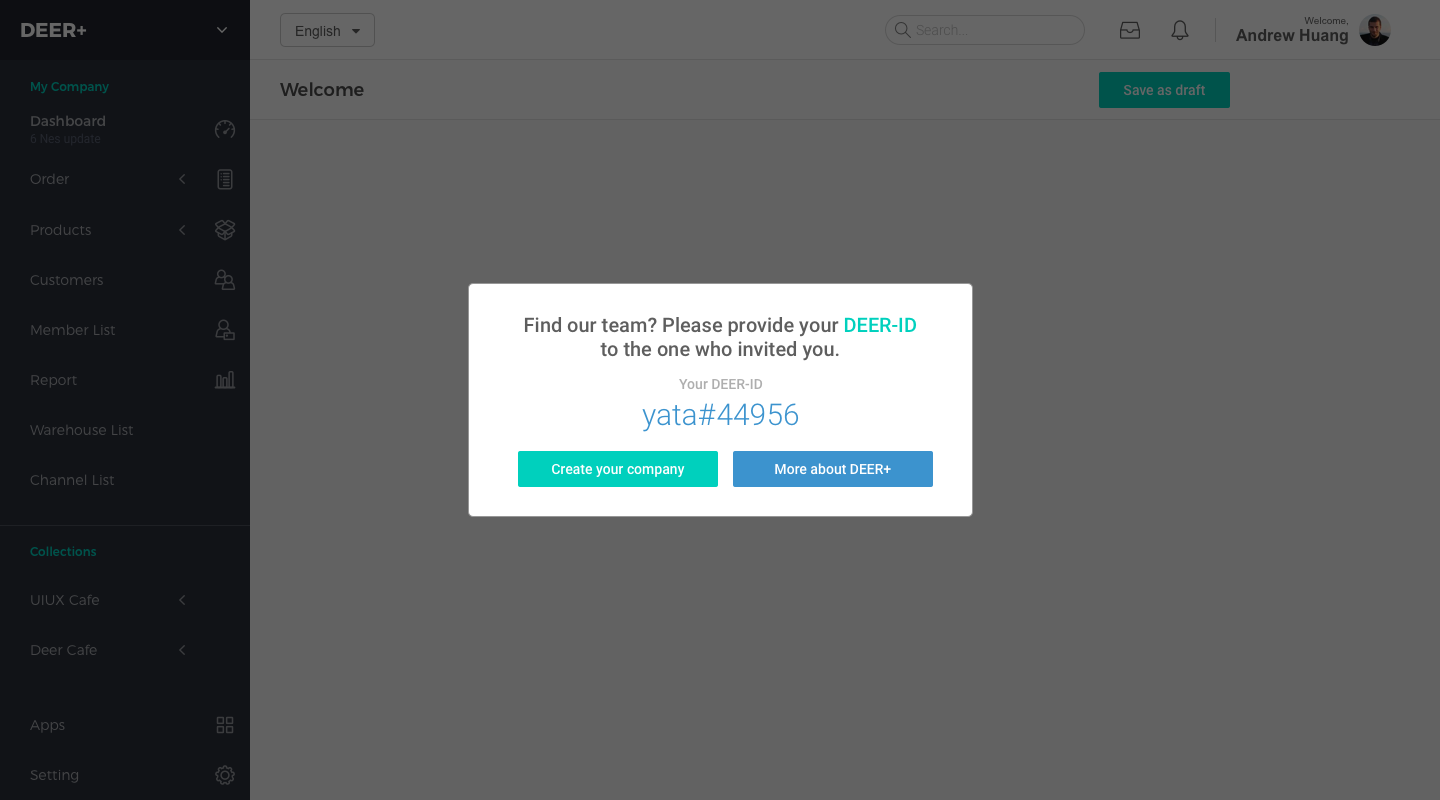 DEER+
English
Search...
Welcome,
Andrew Huang
My Company
Welcome
Save as draft
Dashboard
6 Nes update
Order
Products
Customers
Member List
Report
Warehouse List
Channel List
Find our team? Please provide your DEER-ID
to the one who invited you.
Your DEER-ID
yata#44956
Create your company
More about DEER+
Collections
UIUX Cafe
Deer Cafe
Apps
Setting